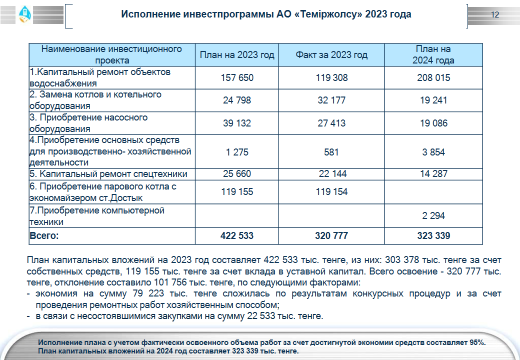 Исполнение инвестпрограммы АО «Теміржолсу» 2023 года
12
Наименование инвестиционного проекта План на 2023 год Факт за 2023 год План на 2024 года
1.Капитальный ремонт объектов водоснабжения 157 650 119 308 208 015
2. Замена котлов и котельного оборудования 24 798 32 177 19 241
3. Приобретение насосного оборудования 39 132 27 413 19 086
4.Приобретение основных средств для производственно- хозяйственной деятельности 1 275 581 3 854
5. Капитальный ремонт спецтехники 25 660 22 144 14 287
6. Приобретение парового котла с экономайзером ст.Достык 119 155 119 154
7.Приобретение компьютерной техники 2 294
Всего: 422 533 320 777 323 339
План капитальных вложений на 2023 год составляет 422 533 тыс. тенге, из них: 303 378 тыс. тенге за счет
собственных средств, 119 155 тыс. тенге за счет вклада в уставной капитал. Всего освоение - 320 777 тыс.
тенге, отклонение составило 101 756 тыс. тенге, по следующими факторами:
- экономия на сумму 79 223 тыс. тенге сложилась по результатам конкурсных процедур и за счет
проведения ремонтных работ хозяйственным способом;
- в связи с несостоявшимися закупками на сумму 22 533 тыс. тенге.
Исполнение плана с учетом фактически освоенного объема работ за счет достигнутой экономии средств составляет 95%.
План капитальных вложений на 2024 год составляет 323 339 тыс. тенге.